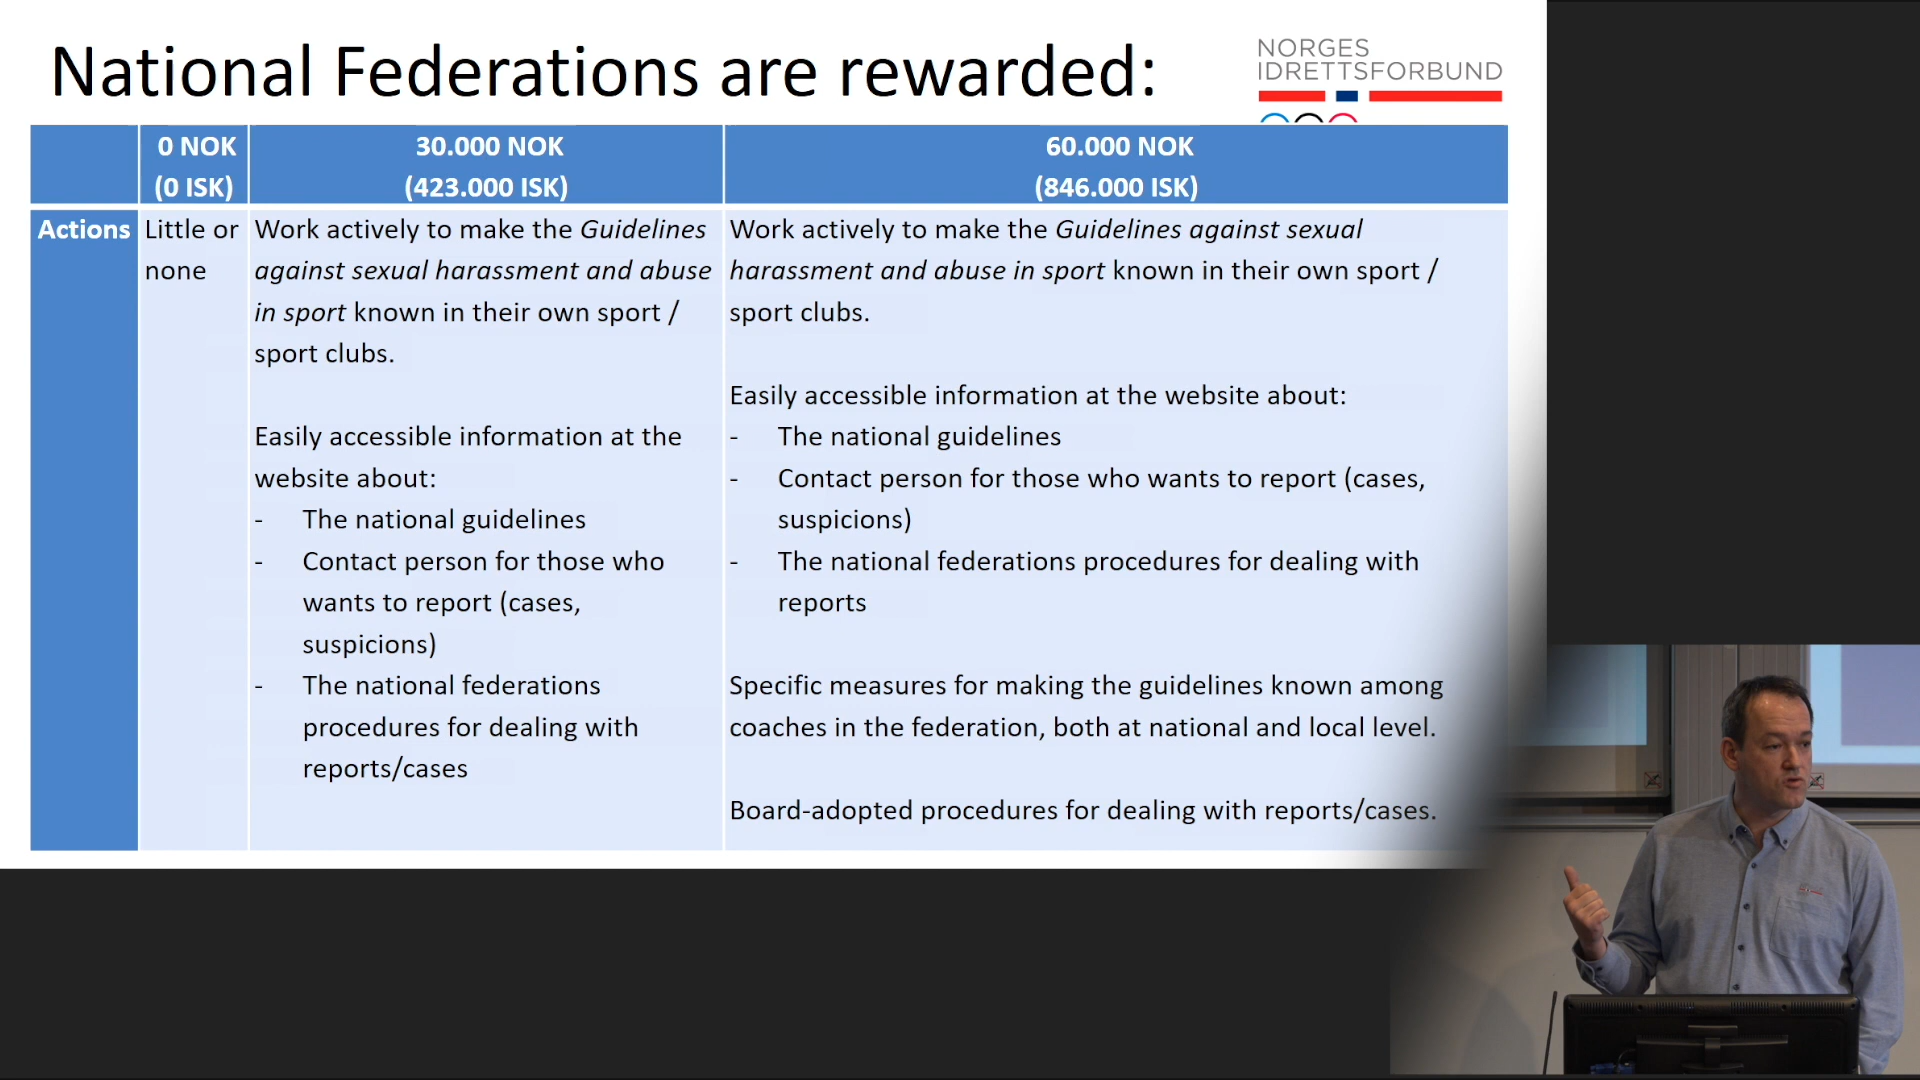 National Federations are rewarded:
NORGES
IDRETTSFORBUND
0 NOK
(0 ISK)
30.000 NOK
(423.000 ISK)
60.000 NOK
(846.000 ISK)
Actions
Little or
none
Work actively to make the Guidelines
against sexual harassment and abuse
in sport known in their own sport /
sport clubs.
Easily accessible information at the
website about:
- The national guidelines
- Contact person for those who
wants to report (cases,
suspicions)
- The national federations
procedures for dealing with
reports/cases
Work actively to make the Guidelines against sexual
harassment and abuse in sport known in their own sport /
sport clubs.
Easily accessible information at the website about:
- The national guidelines
- Contact person for those who wants to report (cases,
suspicions)
- The national federations procedures for dealing with
reports
Specific measures for making the guidelines known among
coaches in the federation, both at national and local level.
Board-adopted procedures for dealing with reports/cases.